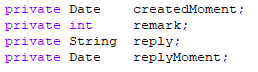 private Date    createdMoment;
private int     remark;
private String  reply;
private Date    replyMoment;